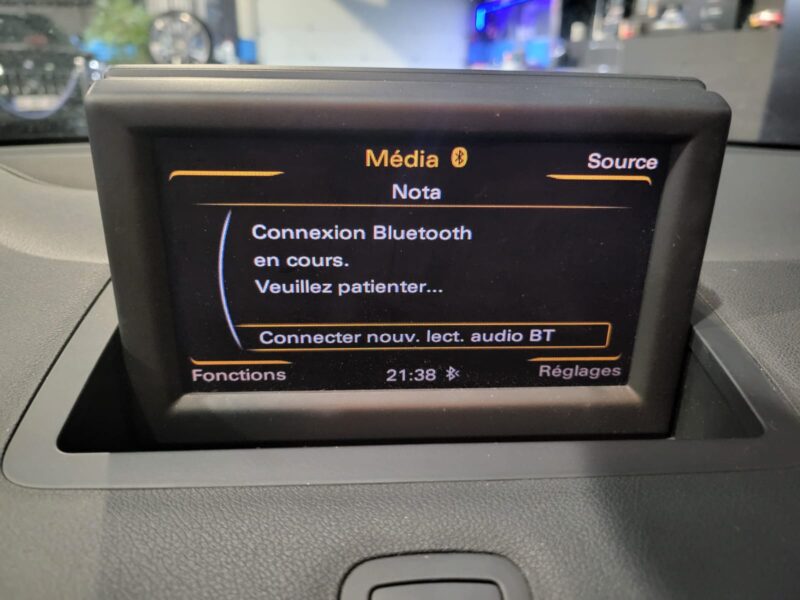 Média
Source
Nota
Connexion Bluetooth
en cours.
Veuillez patienter...
Connecter nouv. lect. audio BT
Fonctions
21:38
Réglages